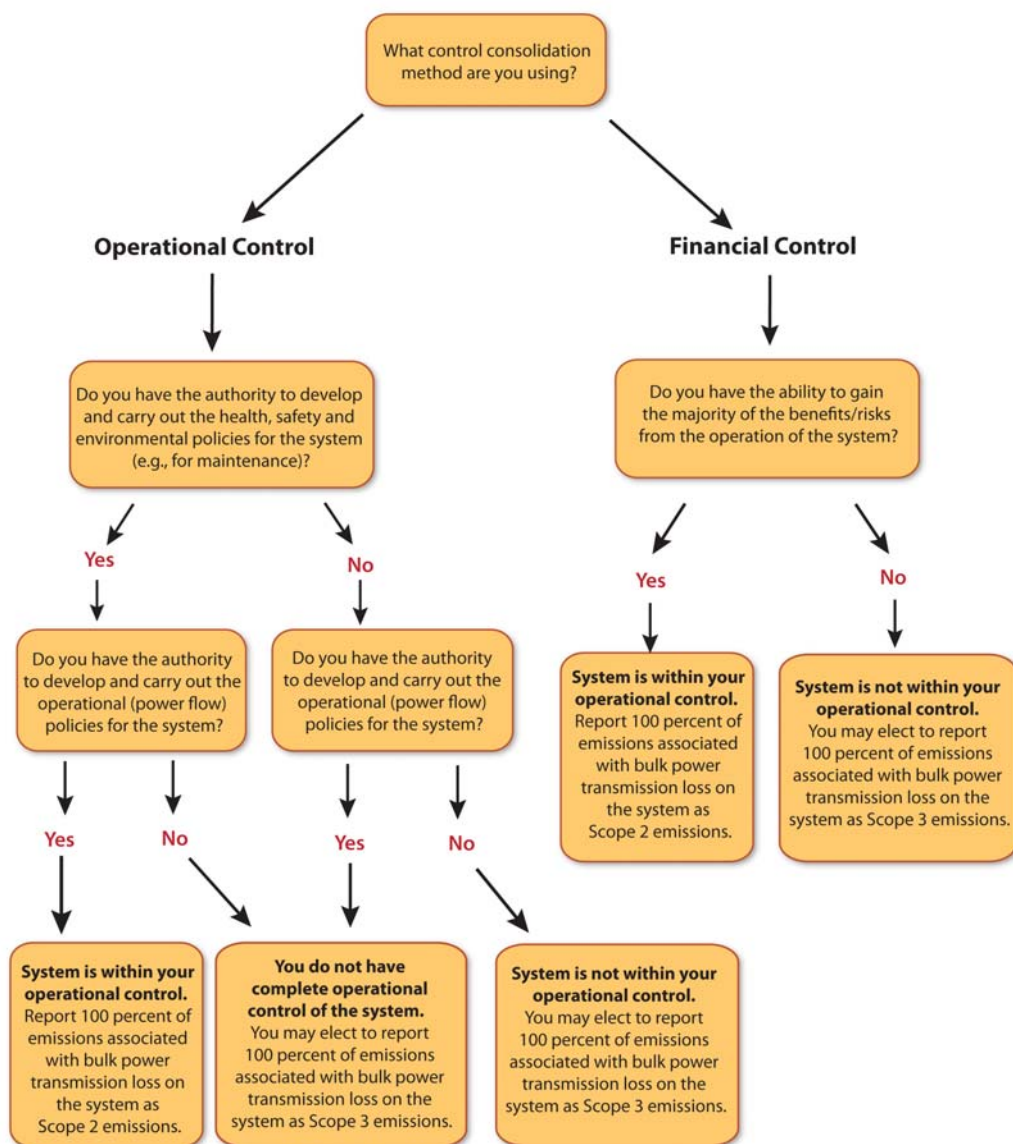 What control consolidation
method are you using?
Operational Control
Financial Control
Do you have the authority to develop
and carry out the health, safety and
environmental policies for the system
(e.g., for maintenance)?
Do you have the ability to gain
the majority of the benefits/risks
from the operation of the system?
Yes
No
Yes
No
Do you have the authority
to develop and carry out the
operational (power flow)
policies for the system?
Do you have the authority
to develop and carry out the
operational (power flow)
policies for the system?
System is within your
operational control.
Report 100 percent of
emissions associated
with bulk power
transmission loss on
the system as
Scope 2 emissions.
System is not within your
operational control.
You may elect to report
100 percent of emissions
associated with bulk power
transmission loss on the
system as Scope 3 emissions.
Yes
No
Yes
No
System is within your
operational control.
Report 100 percent of
emissions associated
with bulk power
transmission loss on
the system as
Scope 2 emissions.
You do not have
complete operational
control of the system.
You may elect to report
100 percent of emissions
associated with bulk power
transmission loss on the
system as Scope 3 emissions.
System is not within your
operational control.
You may elect to report
100 percent of emissions
associated with bulk power
transmission loss on the
system as Scope 3 emissions.